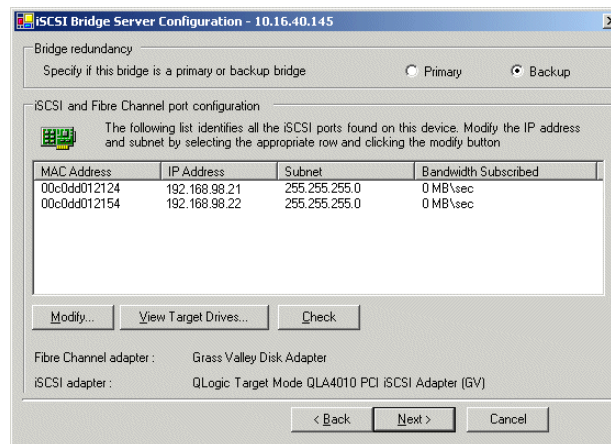 iSCSI Bridge Server Configuration - 10.16.40.145
Bridge redundancy
Specify if this bridge is a primary or backup bridge Primary Backup
iSCSI and Fibre Channel port configuration
The following list identifies all the iSCSI ports found on this device. Modify the IP address
and subnet by selecting the appropriate row and clicking the modify button
MAC Address IP Address Subnet Bandwidth Subscribed
00c0dd012124 192.168.98.21 255.255.255.0 0 MB\sec
00c0dd012154 192.168.98.22 255.255.255.0 0 MB\sec
Modify... View Target Drives... Check
Fibre Channel adapter : Grass Valley Disk Adapter
iSCSI adapter : QLogic Target Mode QLA4010 PCI iSCSI Adapter (GV)
< Back Next > Cancel